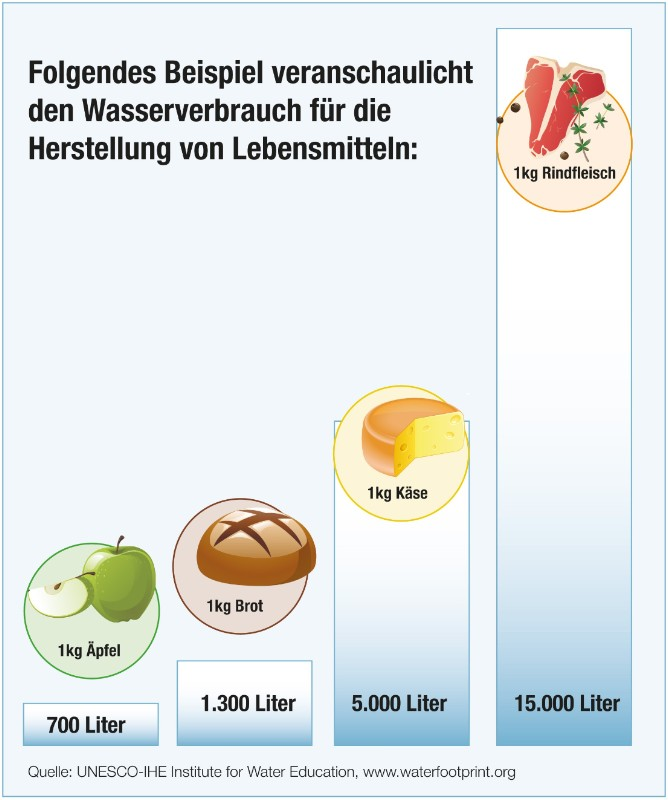 Folgendes Beispiel veranschaulicht
den Wasserverbrauch für die
Herstellung von Lebensmitteln:
1kg Rindfleisch
1kg Käse
1kg Brot
1kg Äpfel
700 Liter
1.300 Liter
5.000 Liter
15.000 Liter
Quelle: UNESCO-IHE Institute for Water Education, www.waterfootprint.org